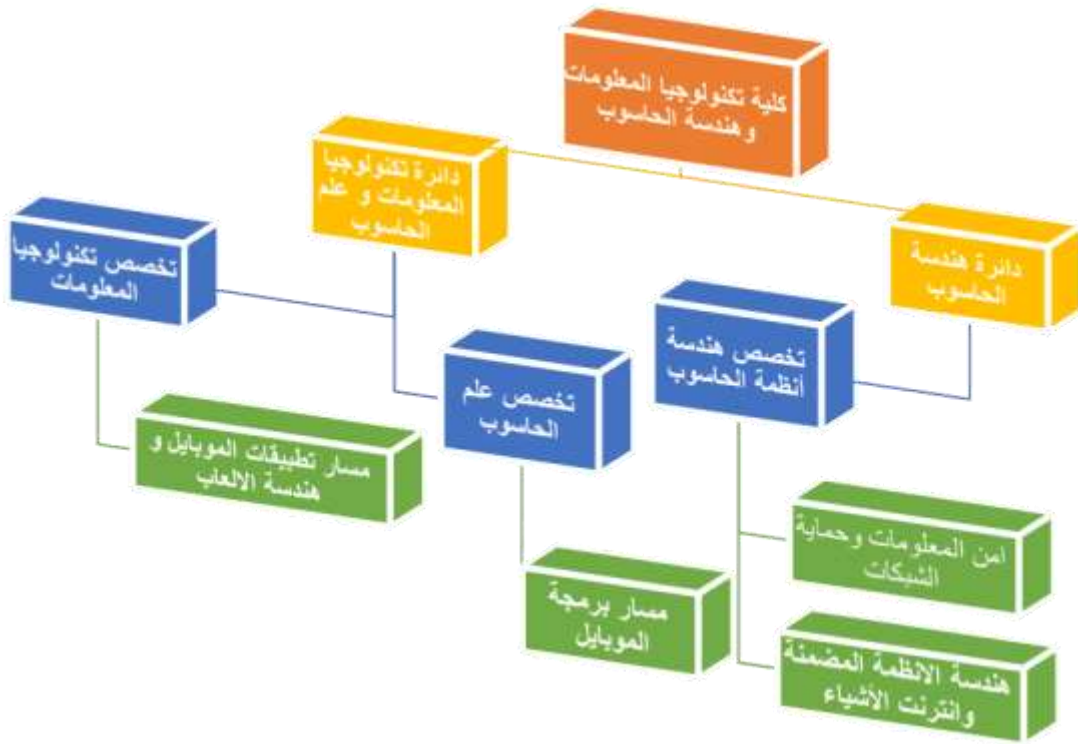 كلية تكنولوجيا المعلومات
وهندسة الحاسوب
دائرة هندسة
الحاسوب
دائرة تكنولوجيا
المعلومات و علم
الحاسوب
تخصص هندسة
أنظمة الحاسوب
تخصص علم
الحاسوب
تخصص تكنولوجيا
المعلومات
امن المعلومات وحماية
الشبكات
هندسة الانظمة المضمنة
وانترنت الأشياء
مسار برمجة
الموبايل
مسار تطبيقات الموبايل و
هندسة الالعاب